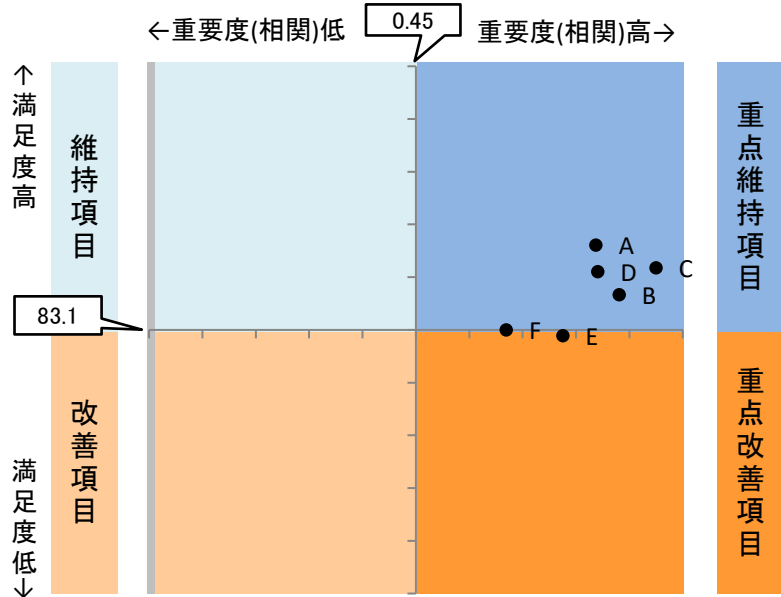 ←重要度(相関)低
0.45
重要度(相関)高→
↑満足度高
維持項目
重点維持項目
A
D
C
B
83.1
F
E
改善項目
重点改善項目
満足度低↓